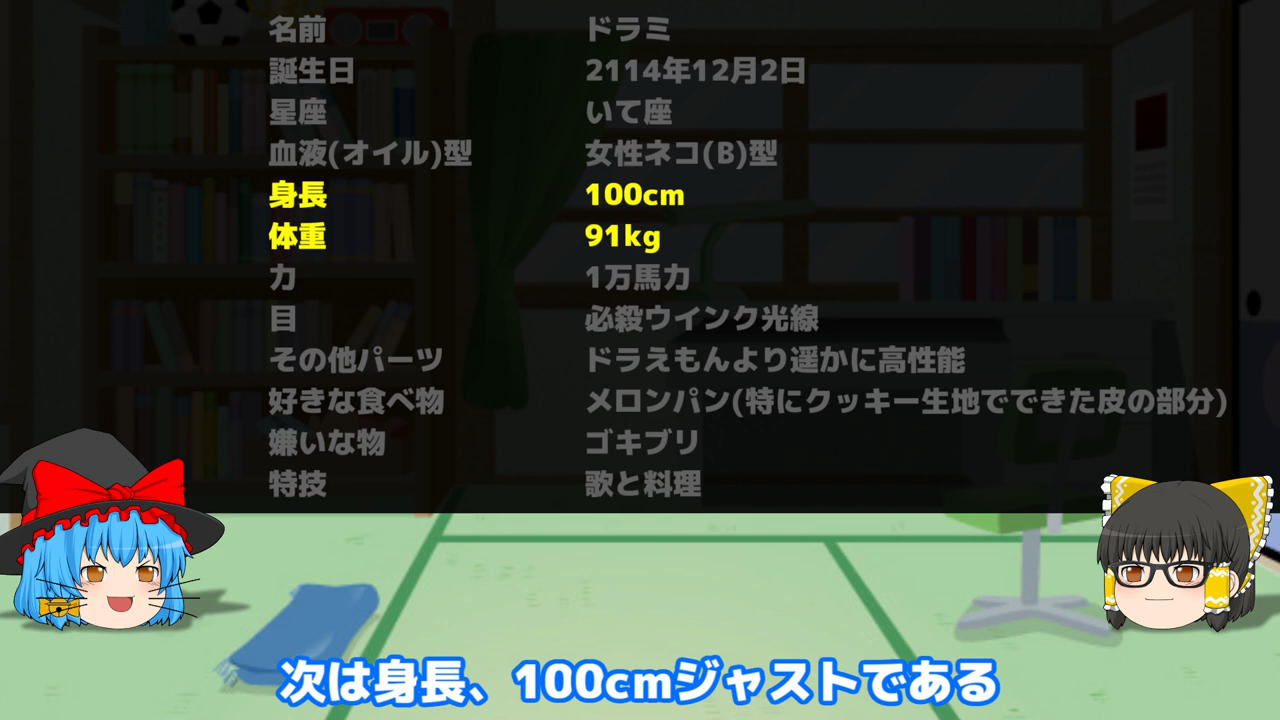 名前 ドラミ
誕生日 2114年12月2日
星座 いて座
血液(オイル)型 女性ネコ(B)型
身長 100cm
体重 91kg
力 1万馬力
目 必殺ウインク光線
その他パーツ ドラえもんより遥かに高性能
好きな食べ物 メロンパン(特にクッキー生地でできた皮の部分)
嫌いな物 ゴキブリ
特技 歌と料理
次は身長、100cmジャストである